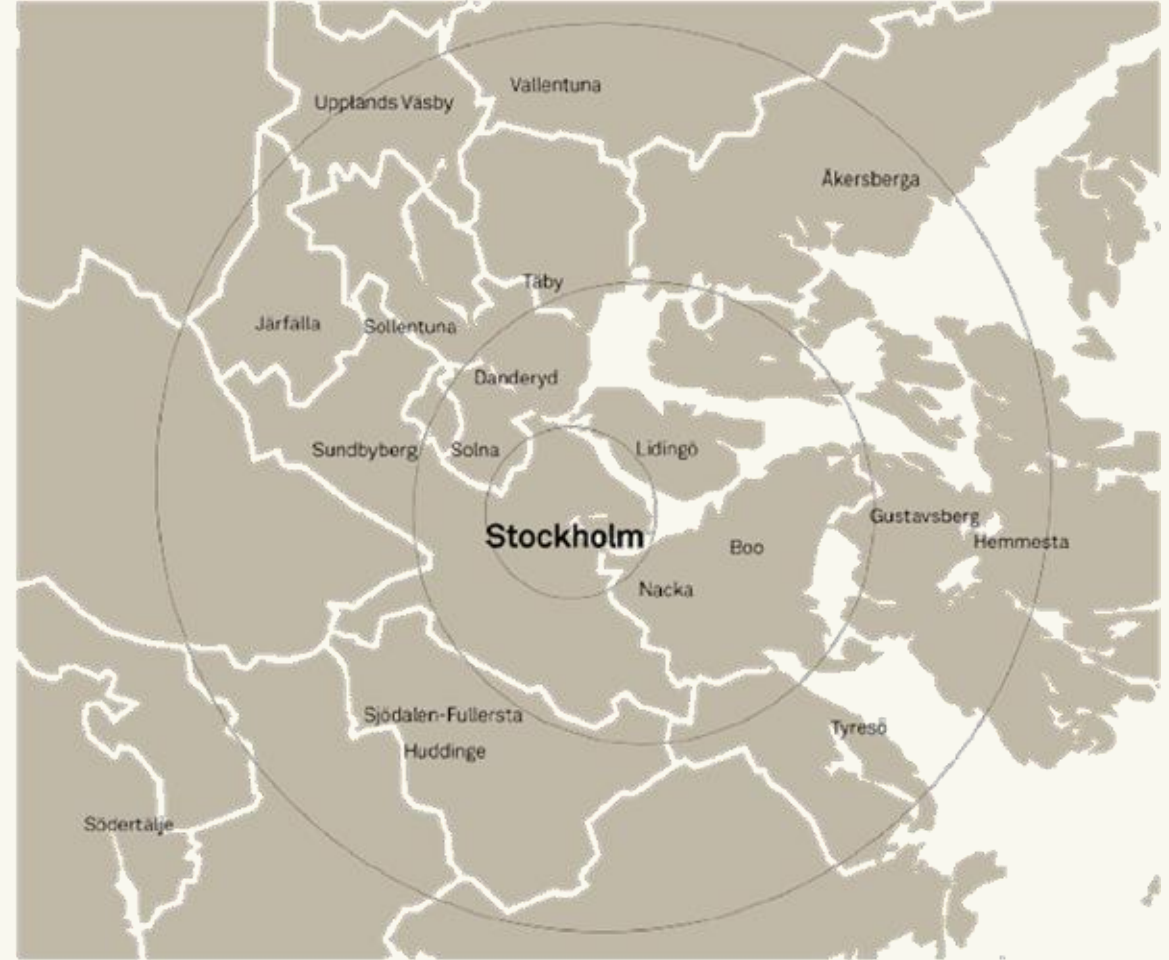 Vallentuna
Upplands Väsby
Åkersberga
Täby
Järfälla
Sollentuna
Danderyd
Sundbyberg
Solna
Lidingö
Gustavsberg
Stockholm
Boo
Hemmesta
Nacka
Sjödalen-Fullersta
Tyresö
Huddinge
Södertälje